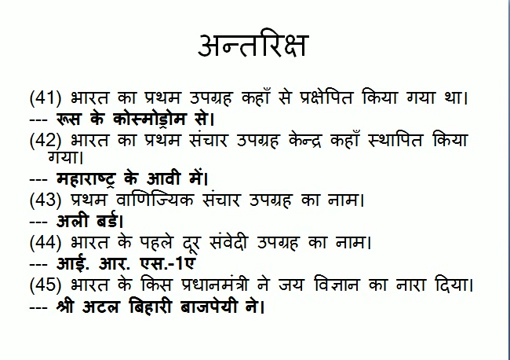 अन्तरिक्ष
(41) भारत का प्रथम उपग्रह कहाँ से प्रक्षेपित किया गया था।
--- रूस के कोस्मोड्रोम से।
(42) भारत का प्रथम संचार उपग्रह केन्द्र कहाँ स्थापित किया
गया।
--- महाराष्ट्र के आवी में।
(43) प्रथम वाणिज्यिक संचार उपग्रह का नाम।
--- अली बर्ड।
(44) भारत के पहले दूर संवेदी उपग्रह का नाम।
--- आई. आर. एस.-1ए
(45) भारत के किस प्रधानमंत्री ने जय विज्ञान का नारा दिया।
--- श्री अटल बिहारी बाजपेयी ने।